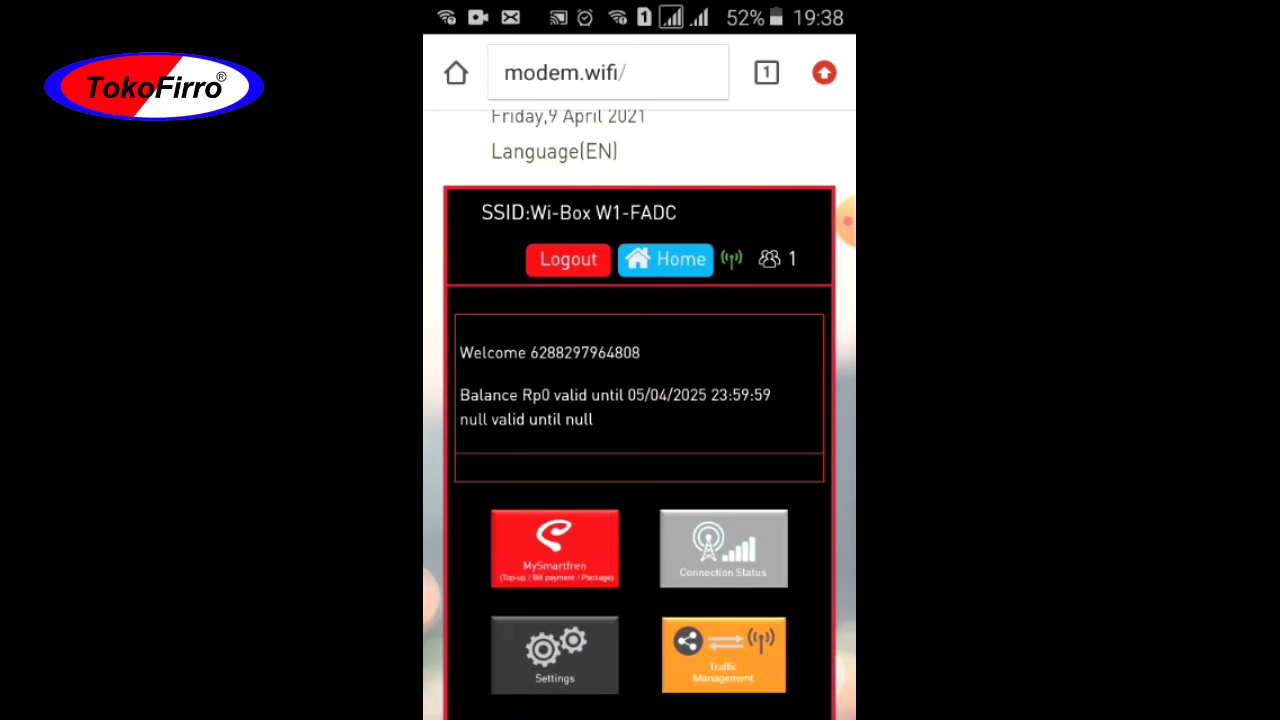 TokoFirro®
1 52% 19:38
modem.wifi/
1
Friday,9 April 2021
Language(EN)
SSID:Wi-Box W1-FADC
Logout
Home
1
Welcome 6288297964808
Balance Rp0 valid until 05/04/2025 23:59:59
null valid until null
MySmartfren
(Top-up / Bill payment / Package)
Connection Status
Settings
Traffic
Management